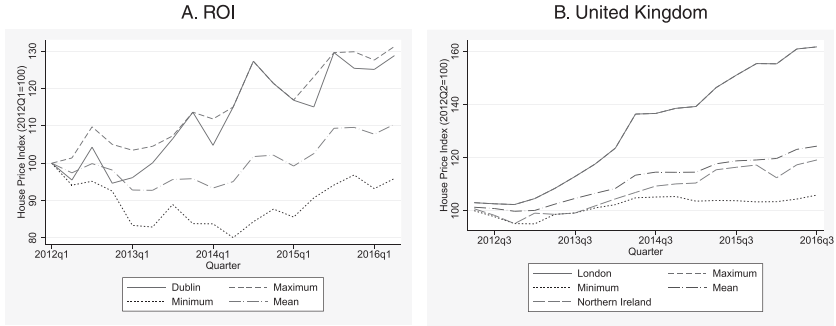 A. ROI
House Price Index (2012Q1=100)
130
120
110
100
90
80
2012q1 2013q1 2014q1 2015q1 2016q1
Quarter
Dublin Maximum
Minimum Mean
B. United Kingdom
House Price Index (2012Q2=100)
160
140
120
100
2012q3 2013q3 2014q3 2015q3 2016q3
Quarter
London Maximum
Minimum Mean
Northern Ireland